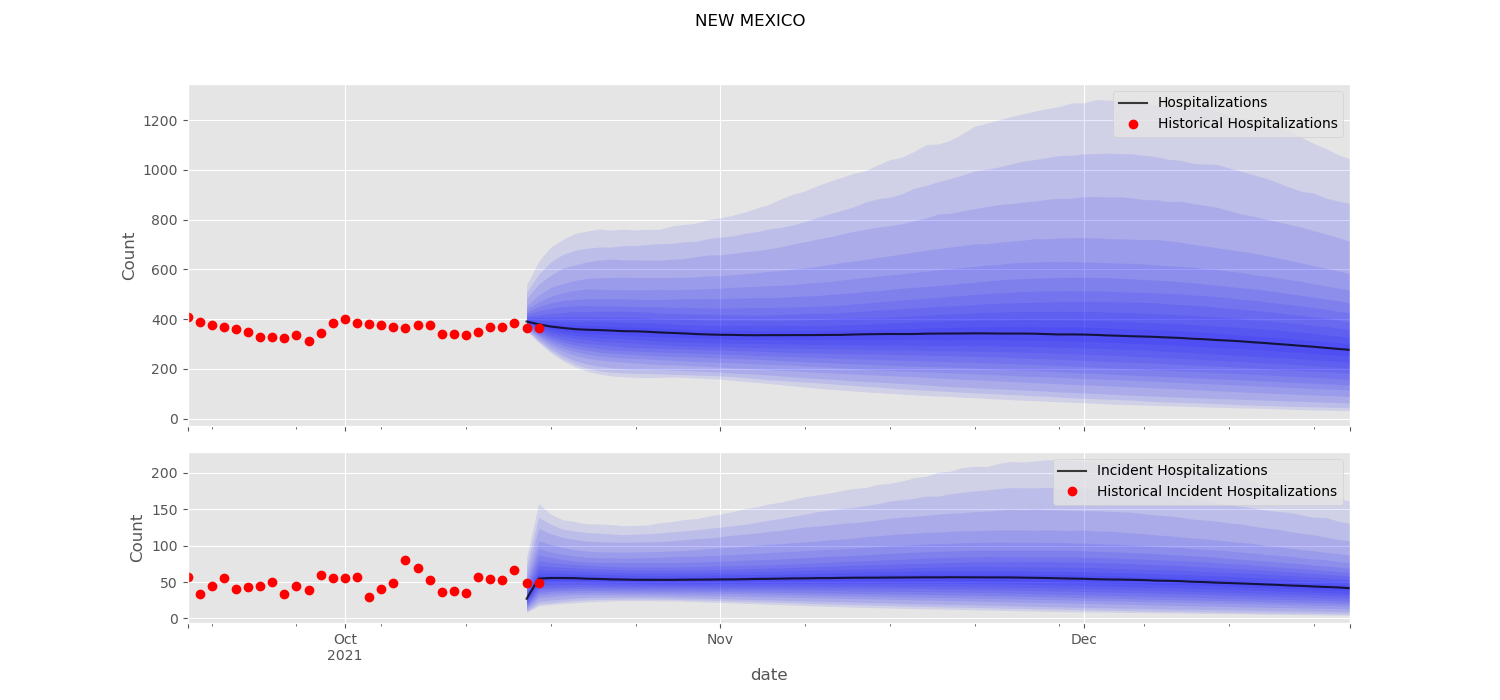 NEW MEXICO
1200
1000
800
600
400
200
0
Count
Hospitalizations
Historical Hospitalizations
200
150
100
50
0
Count
Incident Hospitalizations
Historical Incident Hospitalizations
Oct
2021
Nov
Dec
date